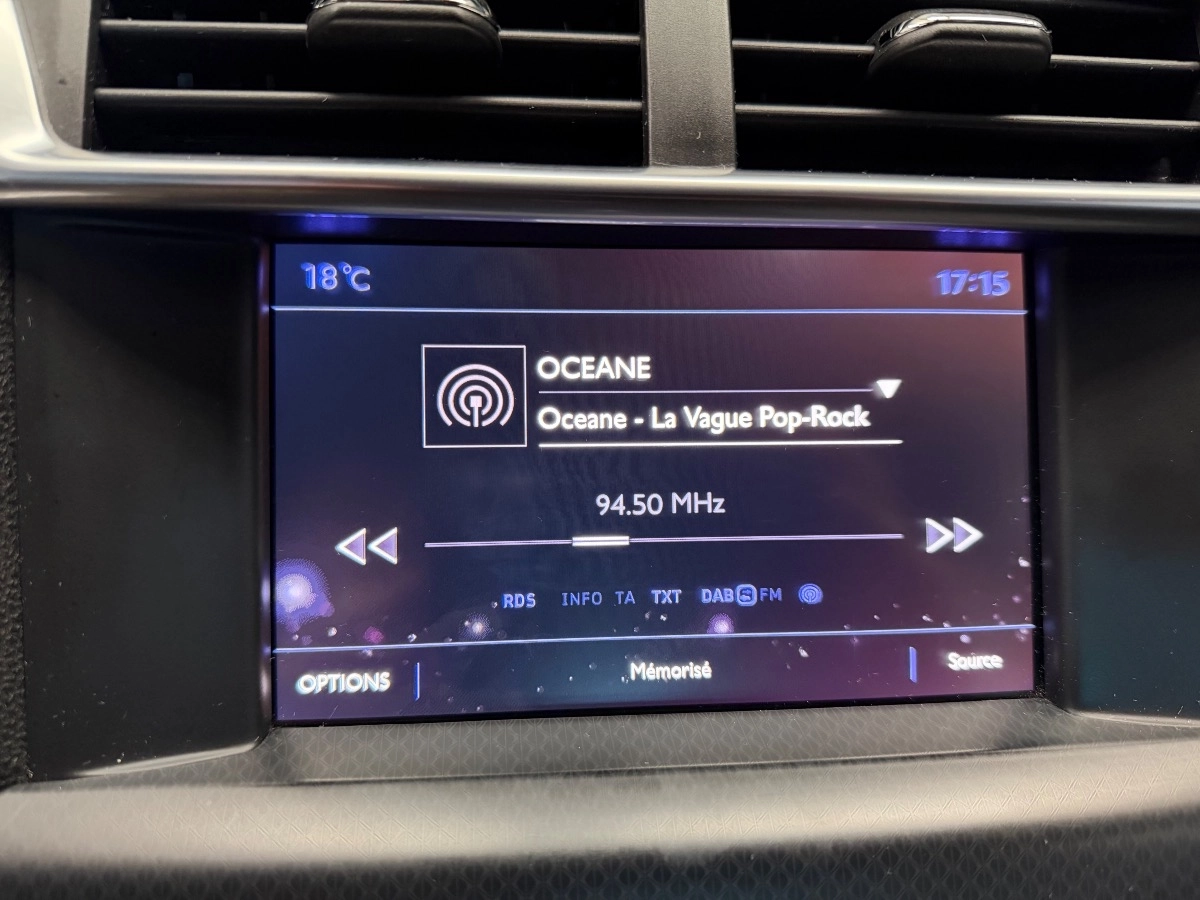 18°C
17:15
OCEANE
Oceane - La Vague Pop-Rock
94.50 MHz
RDS INFO TA TXT DAB FM
OPTIONS
Mémorisé
Source